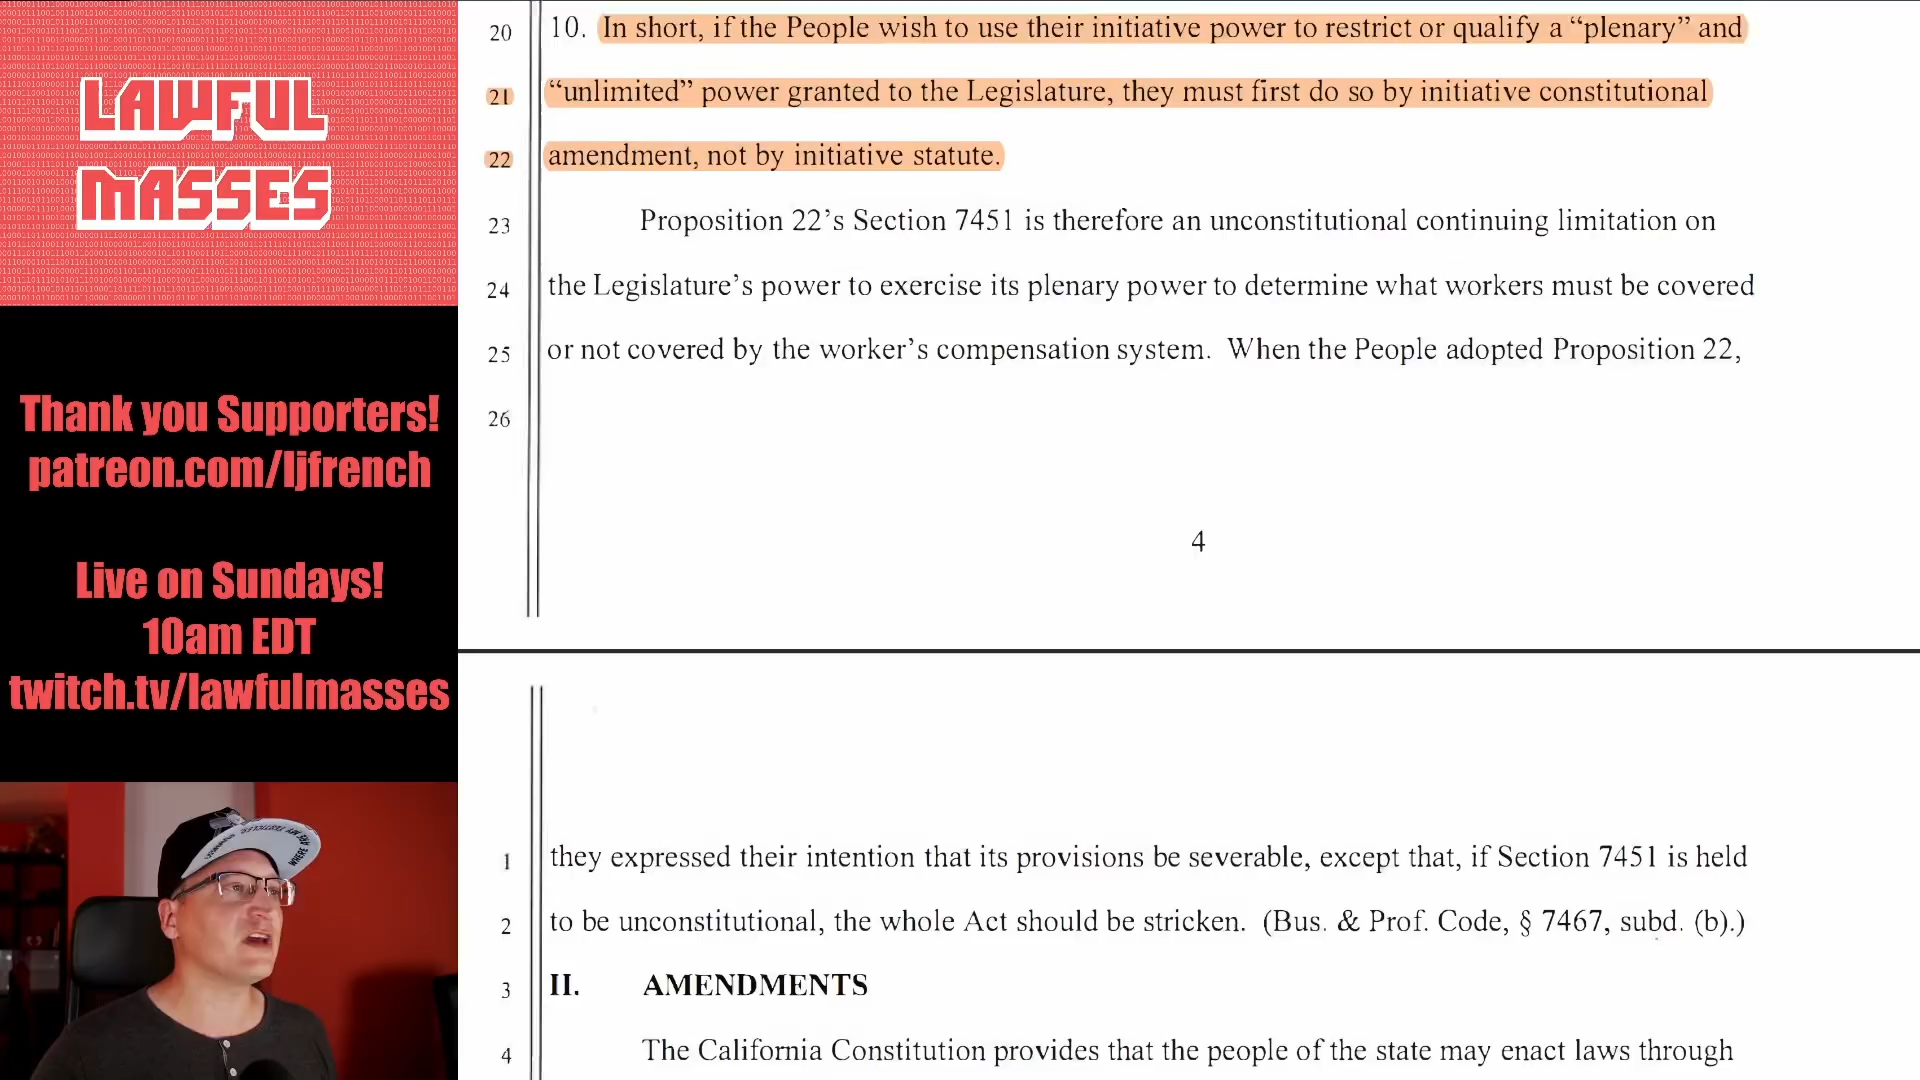 LAWFUL
MASSES
Thank you Supporters!
patreon.com/ljfrench
Live on Sundays!
10am EDT
twitch.tv/lawfulmasses
20 10. In short, if the People wish to use their initiative power to restrict or qualify a “plenary” and
21 “unlimited” power granted to the Legislature, they must first do so by initiative constitutional
22 amendment, not by initiative statute.
23 Proposition 22’s Section 7451 is therefore an unconstitutional continuing limitation on
24 the Legislature’s power to exercise its plenary power to determine what workers must be covered
25 or not covered by the worker’s compensation system. When the People adopted Proposition 22,
26
4
1 they expressed their intention that its provisions be severable, except that, if Section 7451 is held
2 to be unconstitutional, the whole Act should be stricken. (Bus. & Prof. Code, § 7467, subd. (b).)
3 II. AMENDMENTS
4 The California Constitution provides that the people of the state may enact laws through